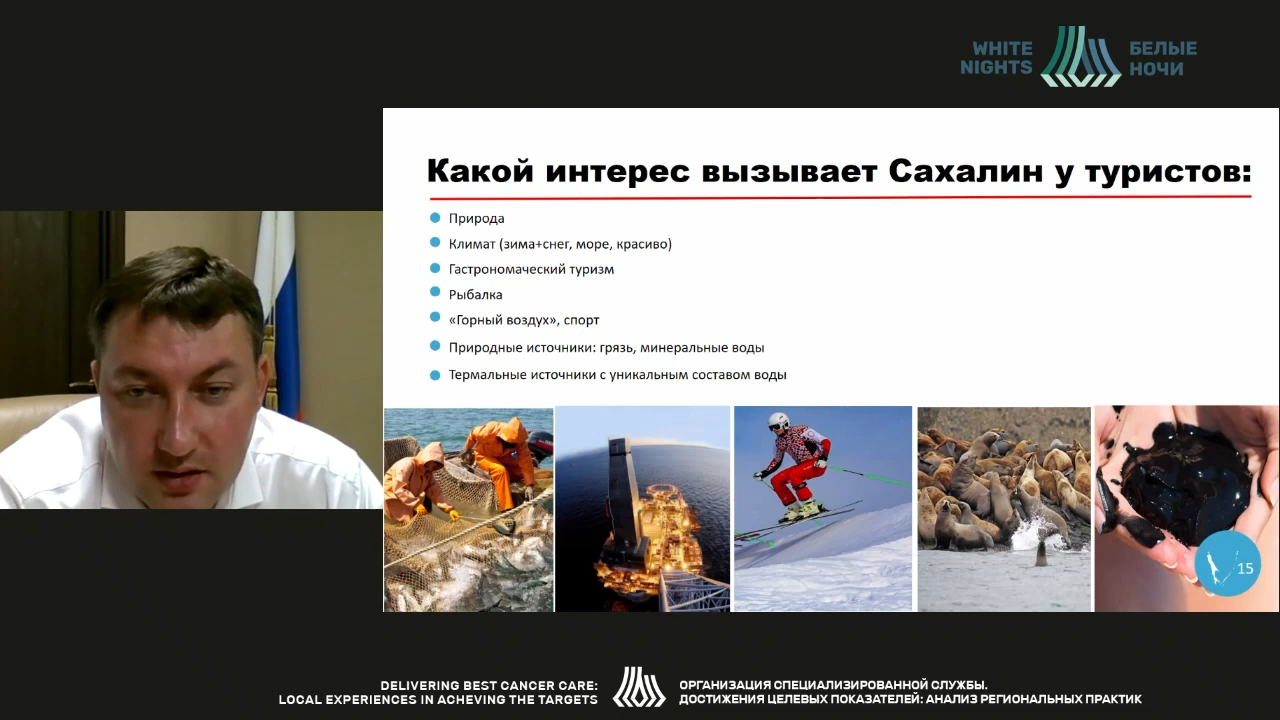 WHITE
NIGHTS
БЕЛЫЕ
НОЧИ
Какой интерес вызывает Сахалин у туристов:
Природа
Климат (зима+снег, море, красиво)
Гастрономаческий туризм
Рыбалка
«Горный воздух», спорт
Природные источники: грязь, минеральные воды
Термальные источники с уникальным составом воды
15
DELIVERING BEST CANCER CARE:
LOCAL EXPERIENCES IN ACHEVING THE TARGETS
ОРГАНИЗАЦИЯ СПЕЦИАЛИЗИРОВАННОЙ СЛУЖБЫ.
ДОСТИЖЕНИЯ ЦЕЛЕВЫХ ПОКАЗАТЕЛЕЙ: АНАЛИЗ РЕГИОНАЛЬНЫХ ПРАКТИК